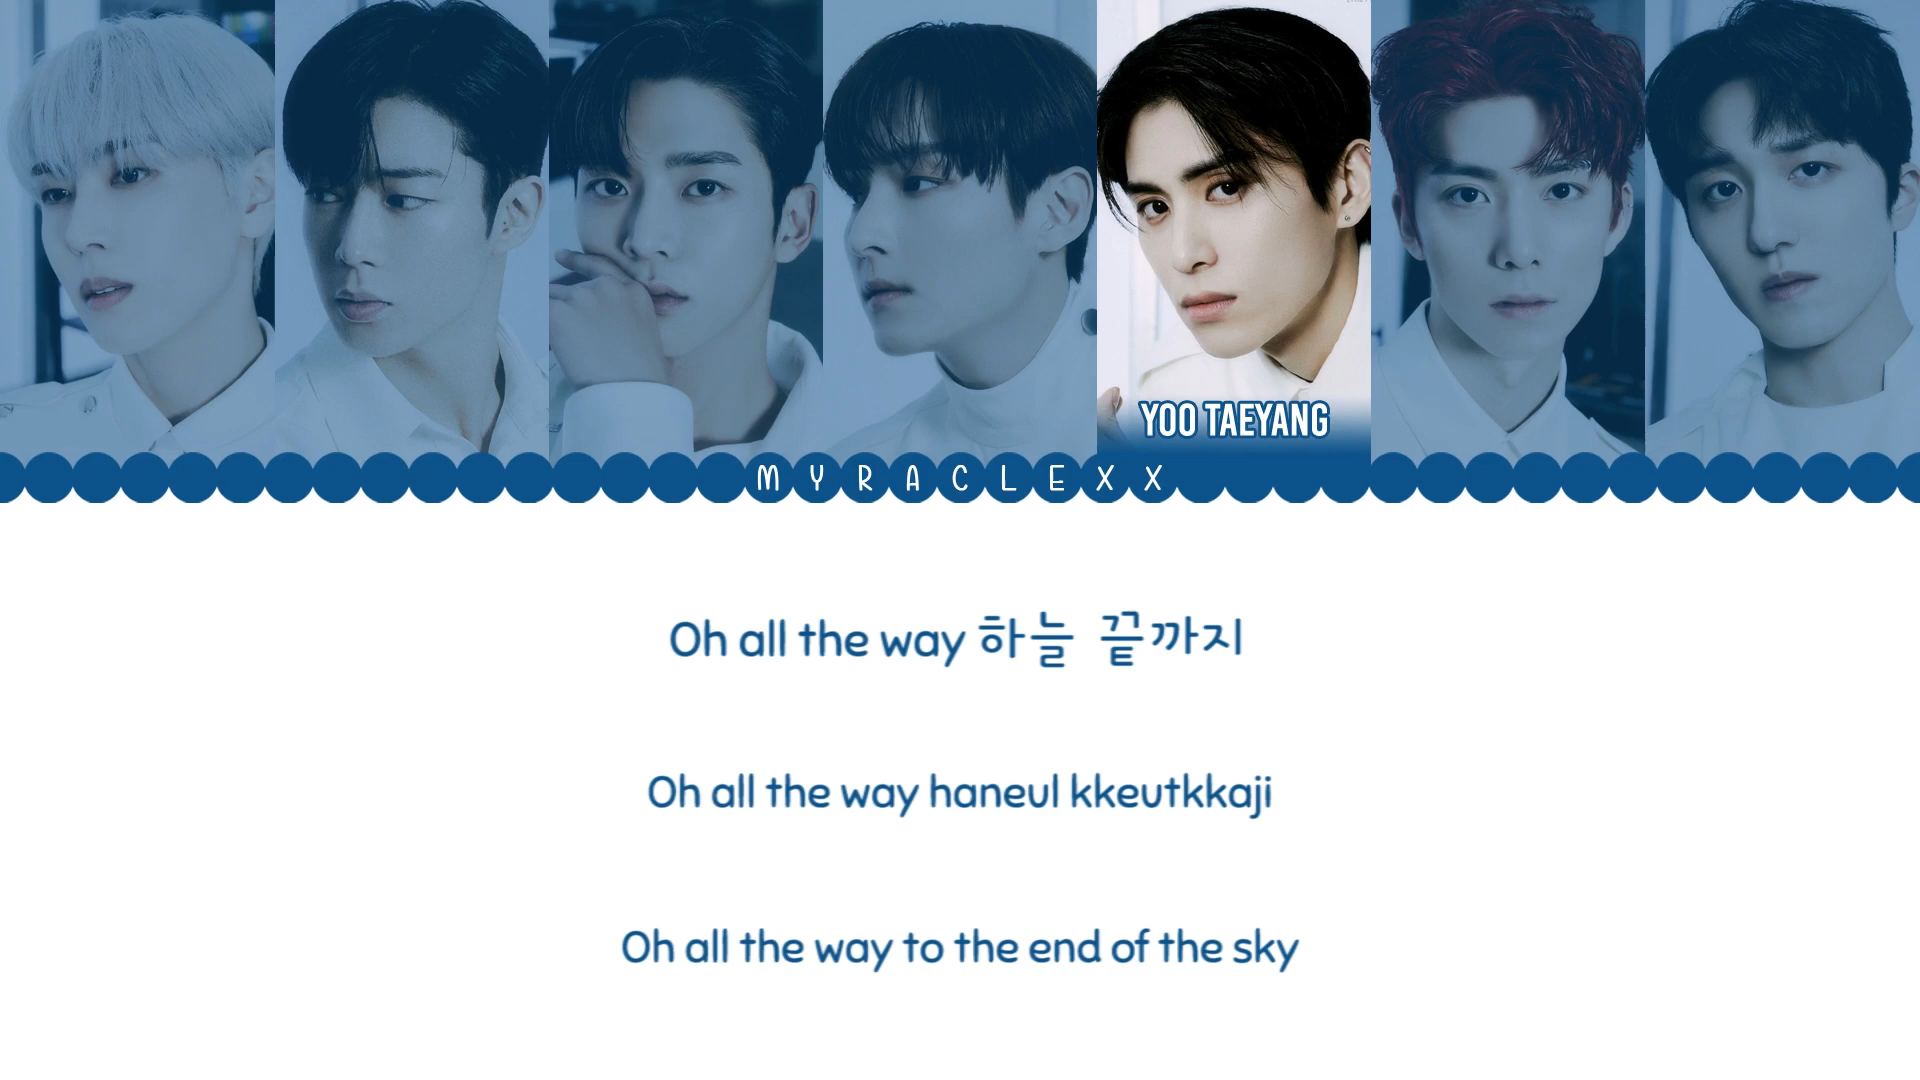 YOO TAEYANG
MYRACLEXX
Oh all the way 하늘 끝까지
Oh all the way haneul kkeutkkaji
Oh all the way to the end of the sky